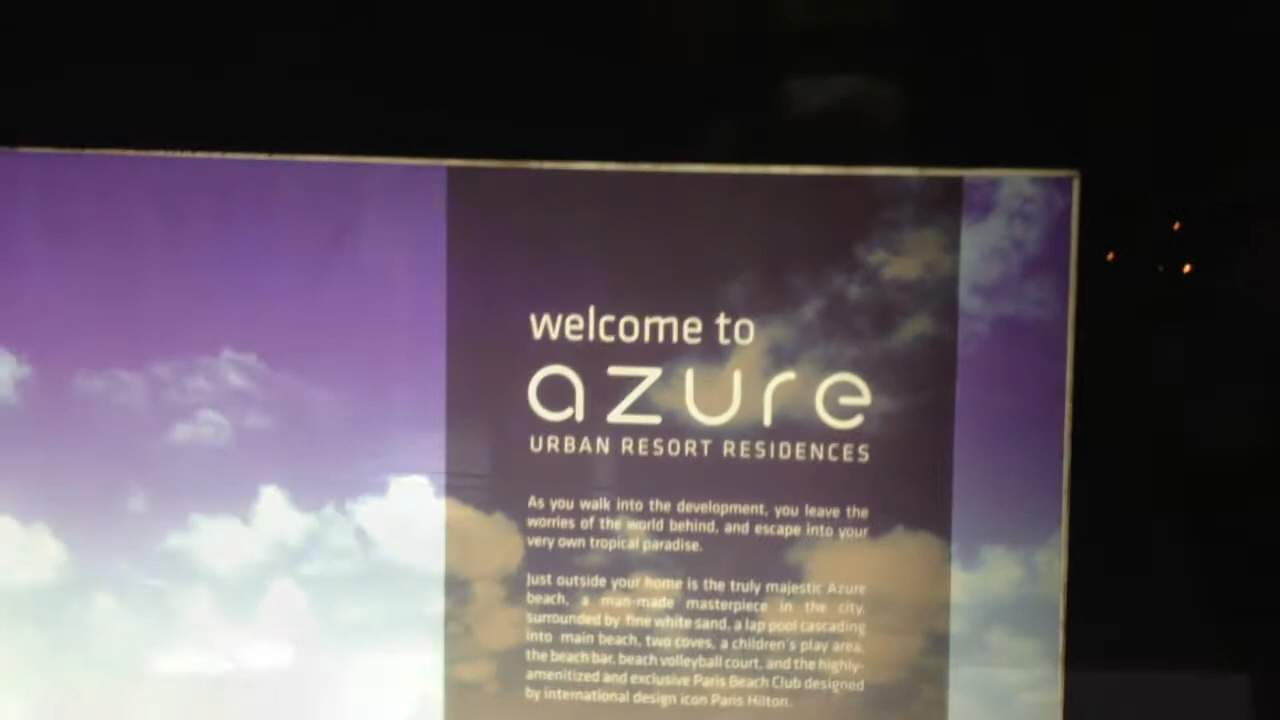 welcome to
azure
URBAN RESORT RESIDENCES
As you walk into the development, you leave the
worries of the world behind, and escape into your
very own tropical paradise.
Just outside your home is the truly majestic Azure
beach, a man-made masterpiece in the city,
surrounded by fine white sand, a lap pool cascading
into main beach, two coves, a children's play area,
the beach bar, beach volleyball court, and the highly-
amenitized and exclusive Paris Beach Club designed
by international design icon Paris Hilton.